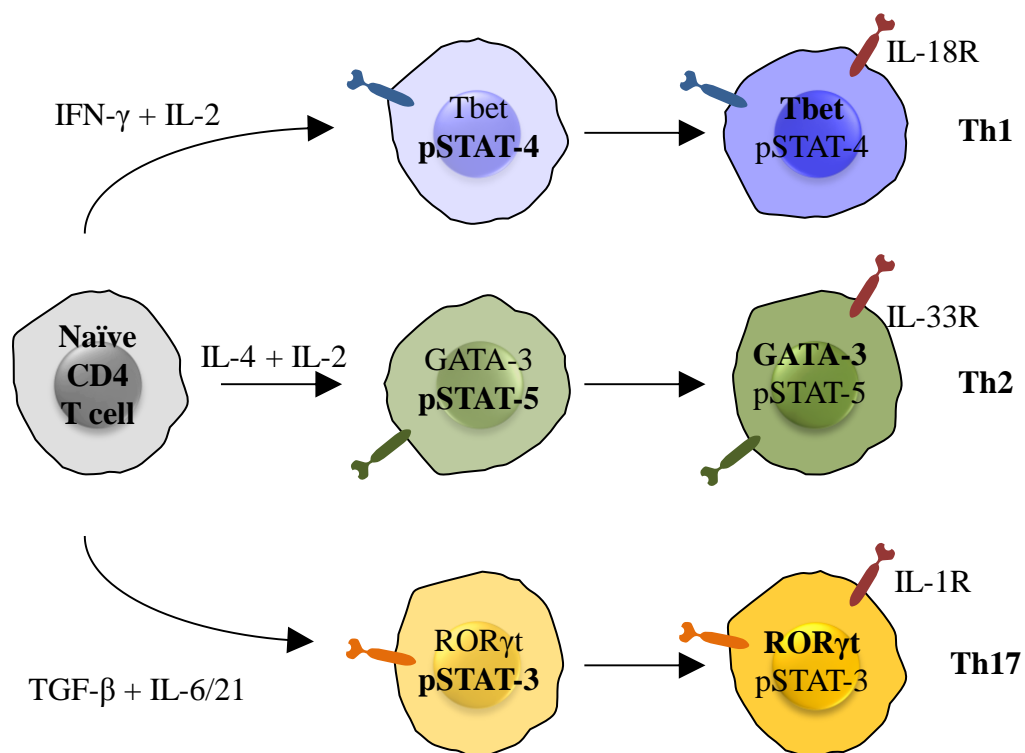 IFN-γ + IL-2
Tbet
pSTAT-4
IL-18R
Tbet
pSTAT-4
Th1
Naïve
CD4
T cell
IL-4 + IL-2
GATA-3
pSTAT-5
IL-33R
GATA-3
pSTAT-5
Th2
TGF-β + IL-6/21
RORγt
pSTAT-3
IL-1R
RORγt
pSTAT-3
Th17